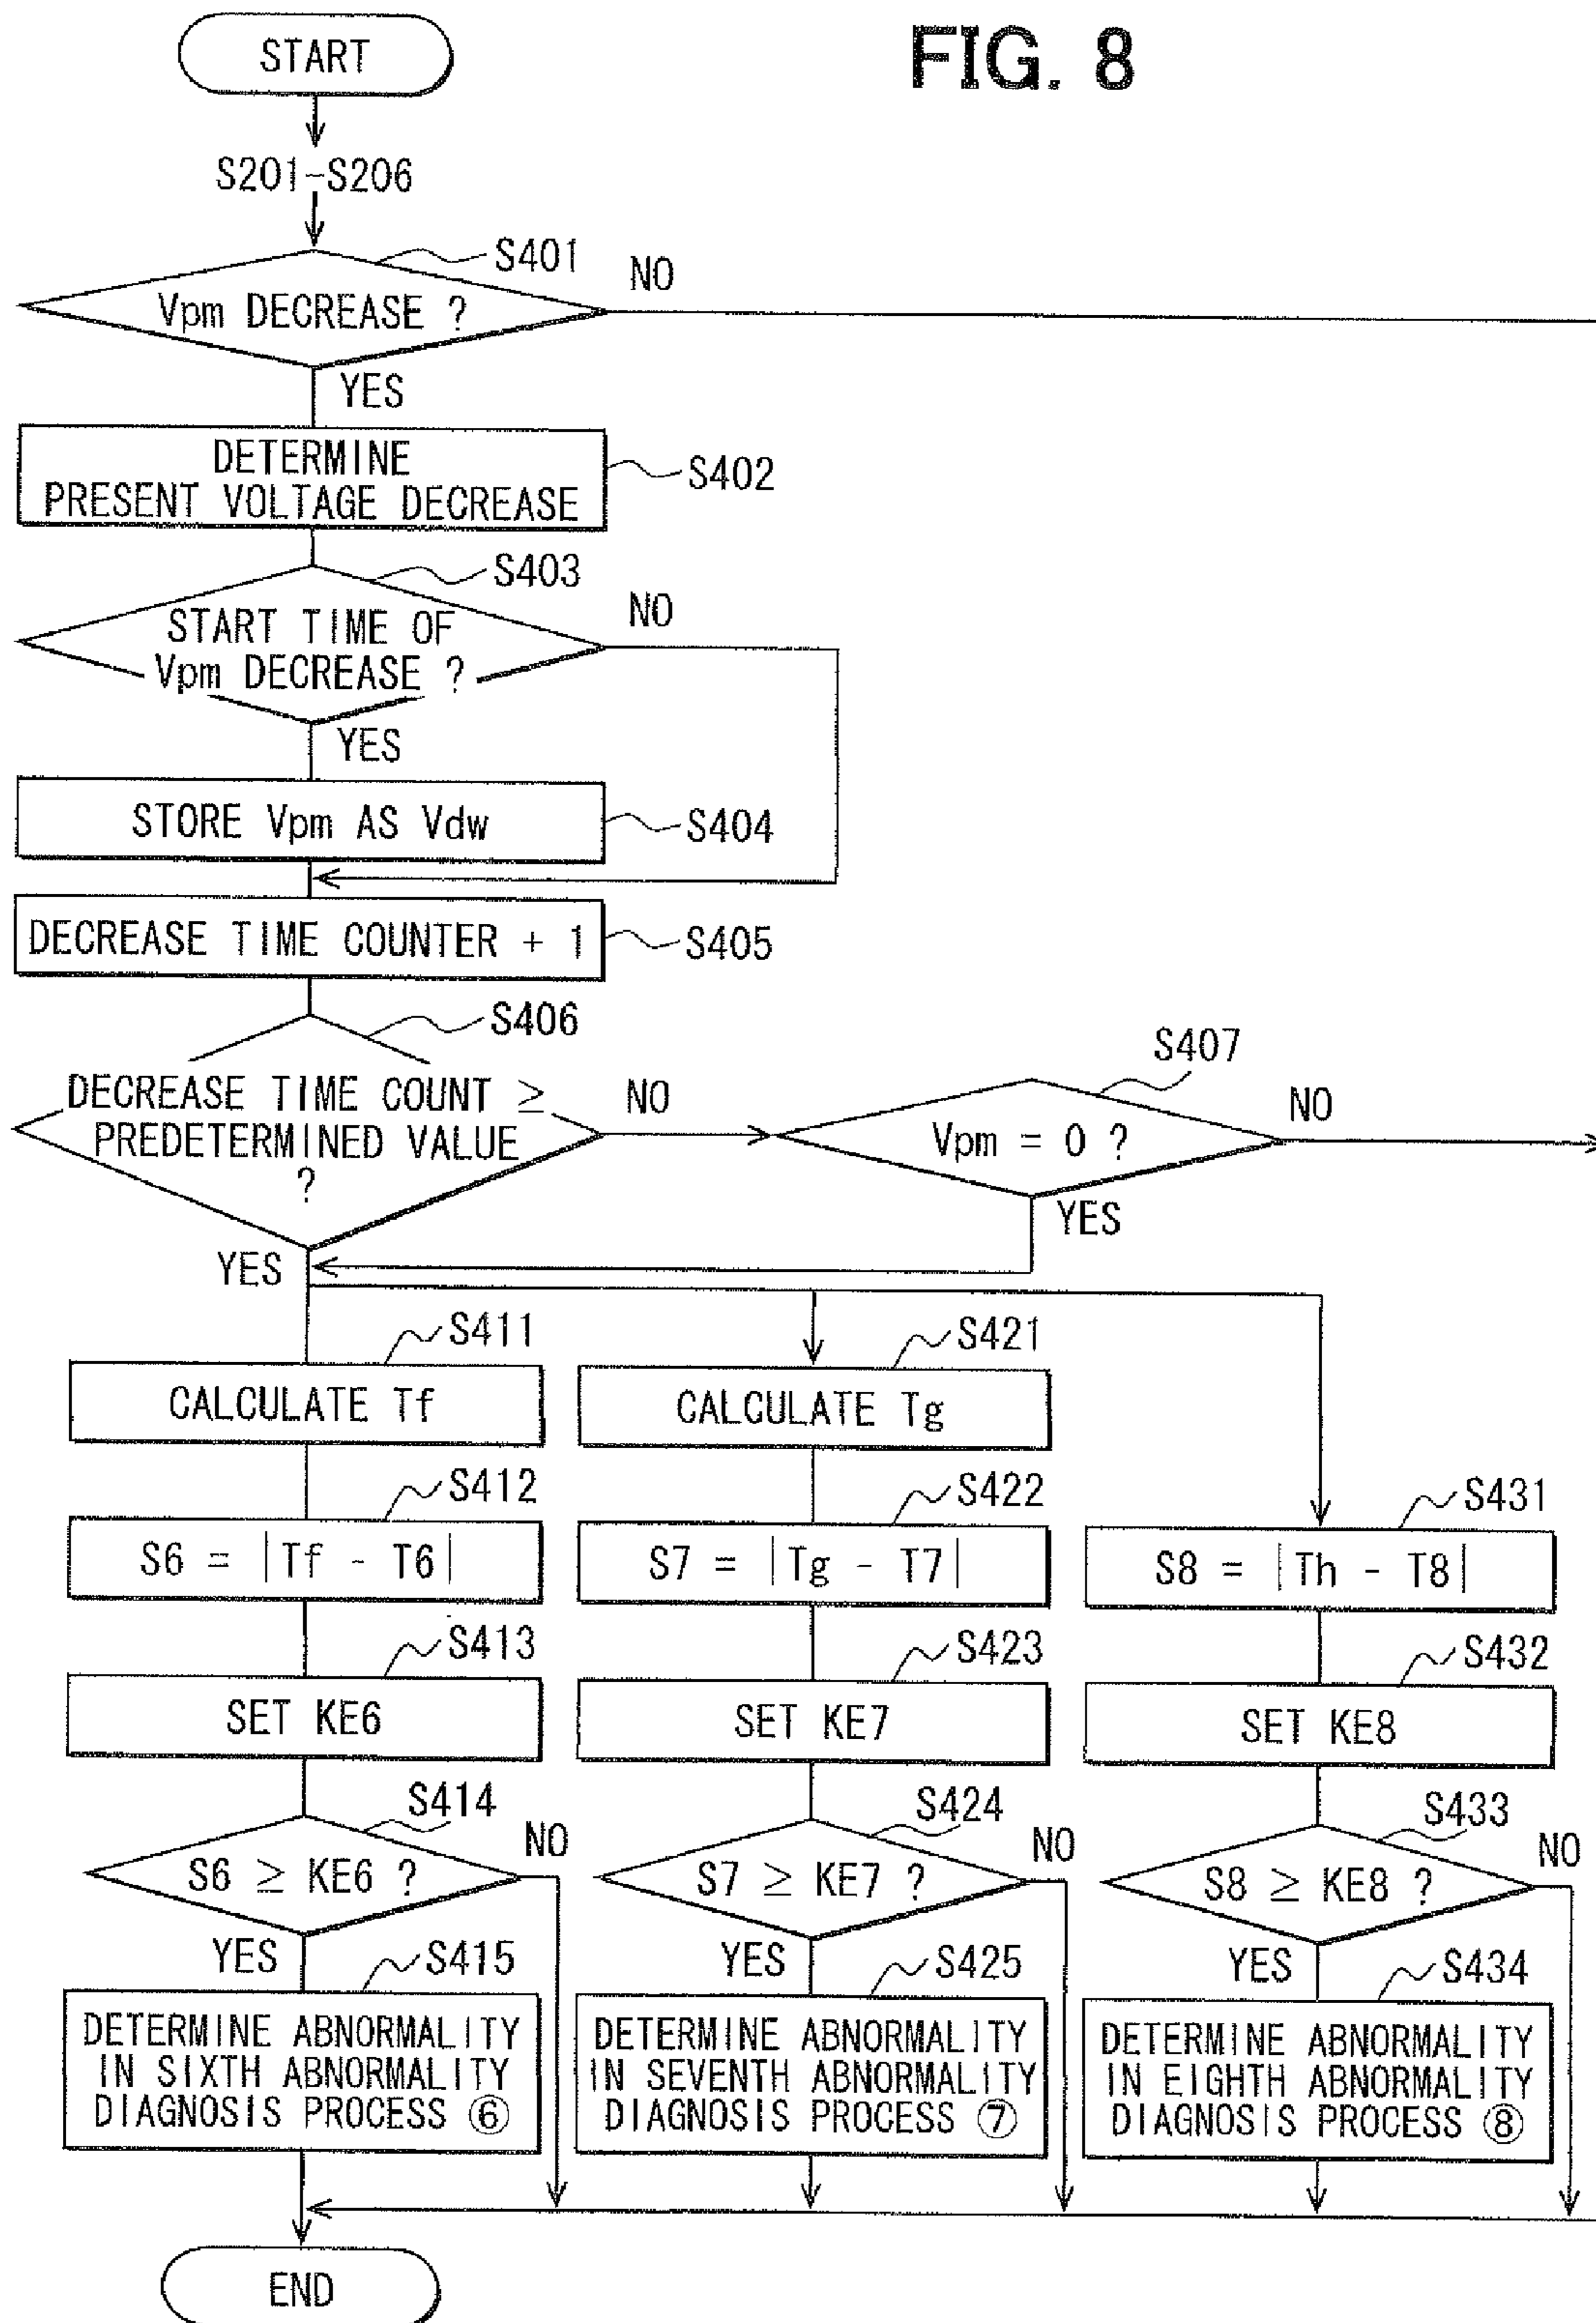 FIG. 8
START
S201-S206
S401
Vpm DECREASE ?
NO
YES
DETERMINE
PRESENT VOLTAGE DECREASE
S402
S403
START TIME OF
Vpm DECREASE ?
NO
YES
STORE Vpm AS Vdw
S404
DECREASE TIME COUNTER + 1
S405
S406
DECREASE TIME COUNT ≥
PREDETERMINED VALUE
?
NO
YES
S407
Vpm = 0 ?
NO
YES
S411
CALCULATE Tf
S412
S6 = |Tf - T6|
S413
SET KE6
S414
S6 ≥ KE6 ?
NO
YES
S415
DETERMINE ABNORMALITY
IN SIXTH ABNORMALITY
DIAGNOSIS PROCESS ⑥
S421
CALCULATE Tg
S422
S7 = |Tg - T7|
S423
SET KE7
S424
S7 ≥ KE7 ?
NO
YES
S425
DETERMINE ABNORMALITY
IN SEVENTH ABNORMALITY
DIAGNOSIS PROCESS ⑦
S431
S8 = |Th - T8|
S432
SET KE8
S433
S8 ≥ KE8 ?
NO
YES
S434
DETERMINE ABNORMALITY
IN EIGHTH ABNORMALITY
DIAGNOSIS PROCESS ⑧
END